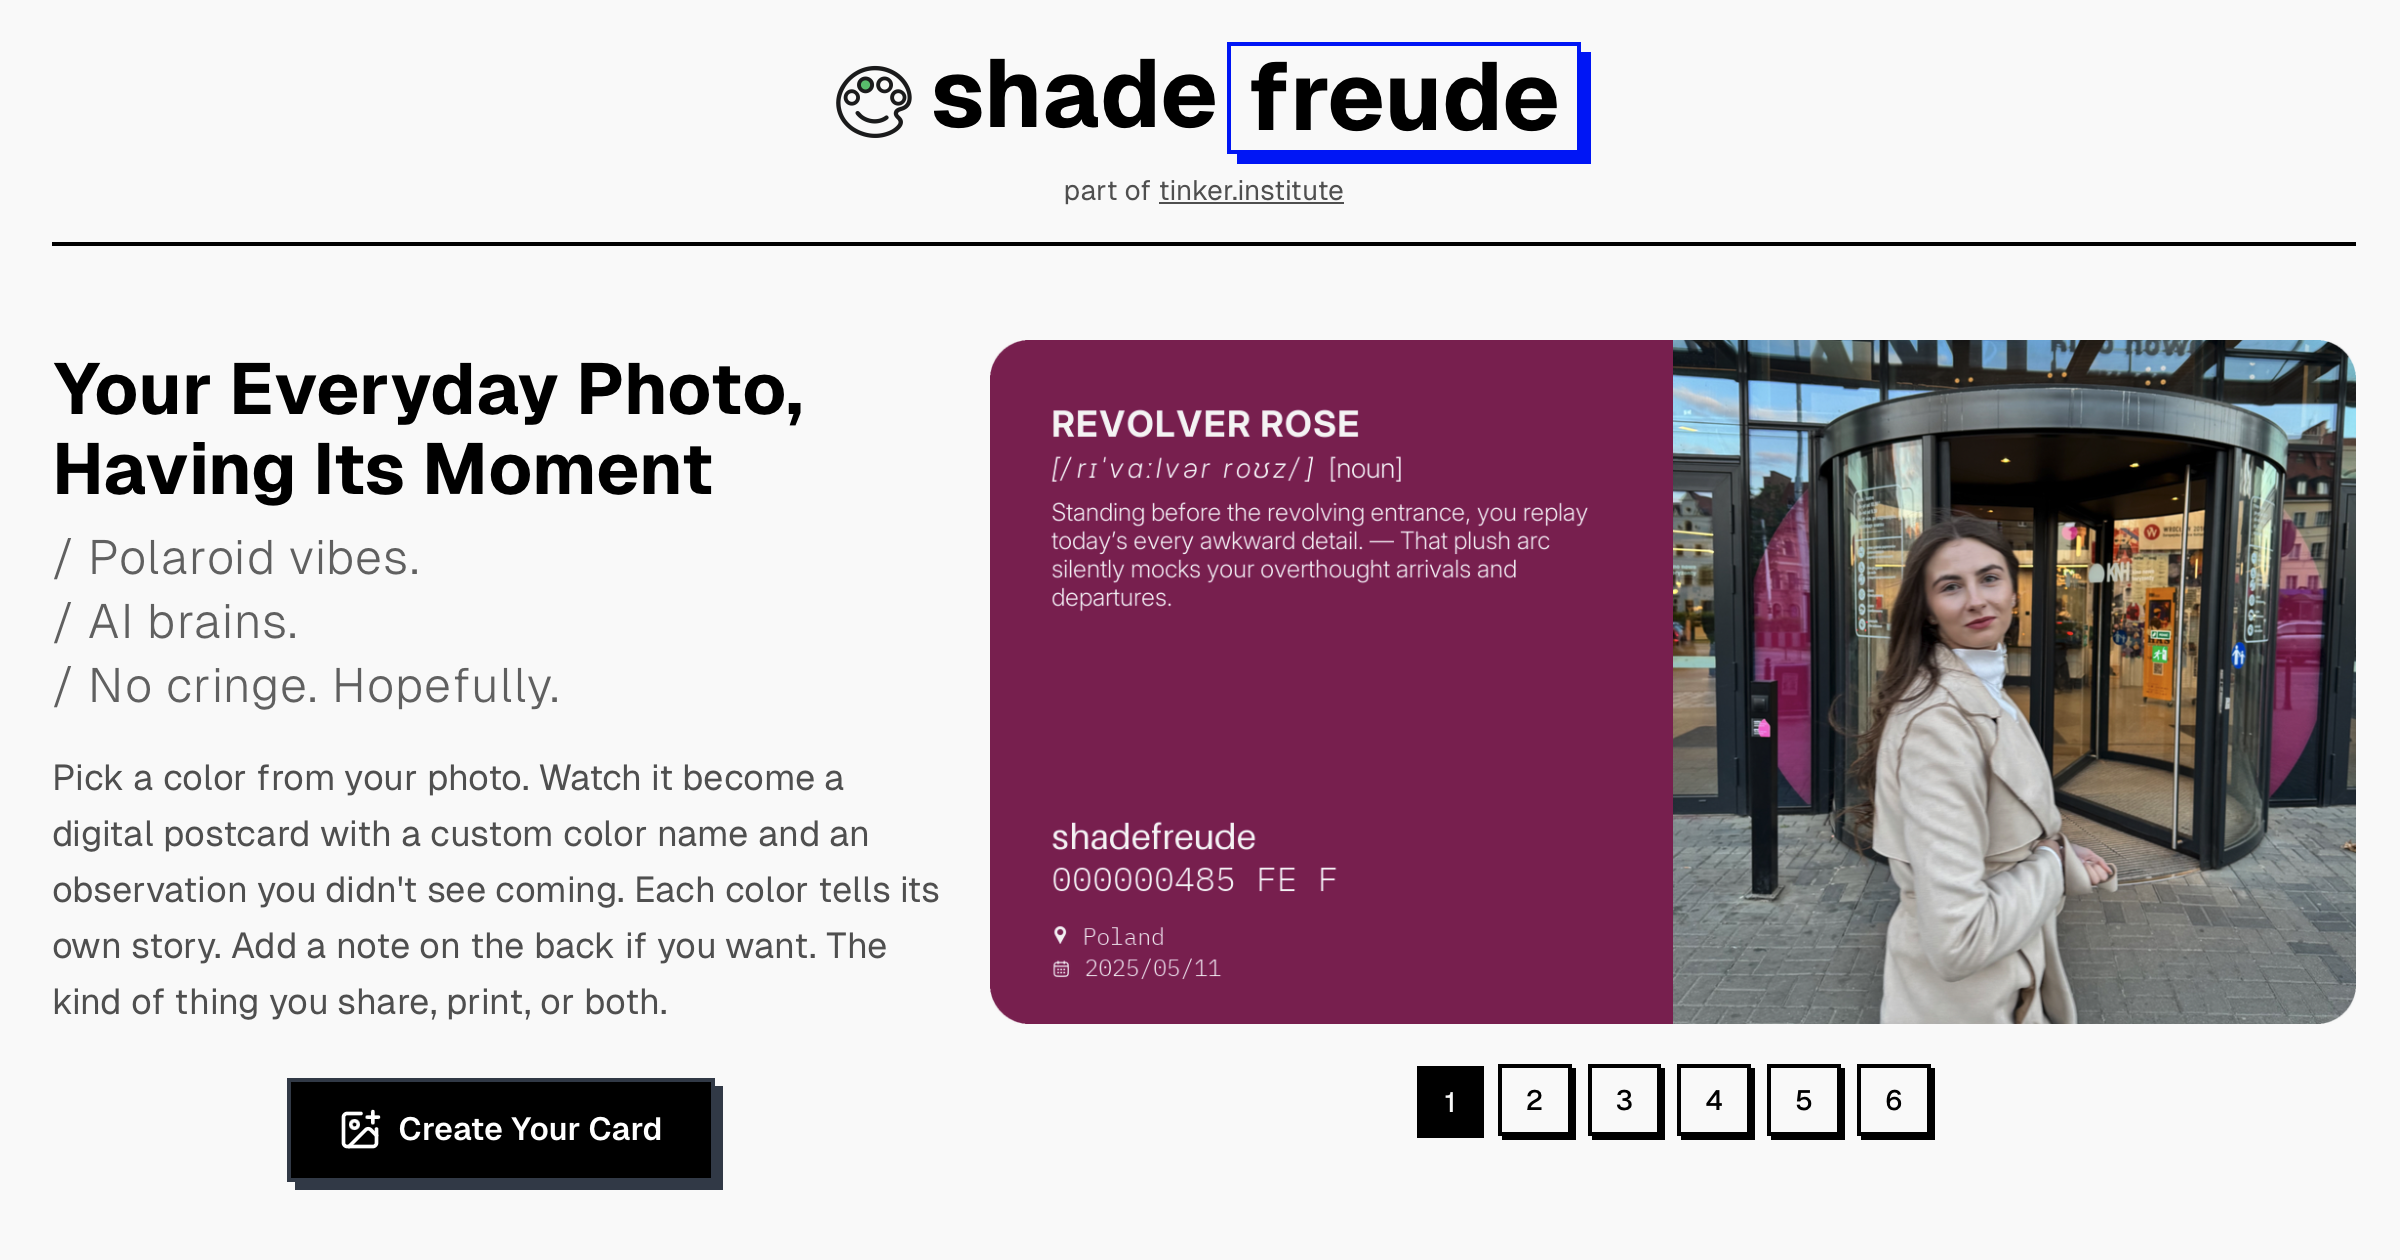 shade freude
part of tinker.institute
Your Everyday Photo,
Having Its Moment
/ Polaroid vibes.
/ AI brains.
/ No cringe. Hopefully.
Pick a color from your photo. Watch it become a
digital postcard with a custom color name and an
observation you didn't see coming. Each color tells its
own story. Add a note on the back if you want. The
kind of thing you share, print, or both.
Create Your Card
REVOLVER ROSE
[/rɪˈvɑːlvər roʊz/] [noun]
Standing before the revolving entrance, you replay
today’s every awkward detail. — That plush arc
silently mocks your overthought arrivals and
departures.
shadefreude
000000485 FE F
Poland
2025/05/11
KNH
1 2 3 4 5 6